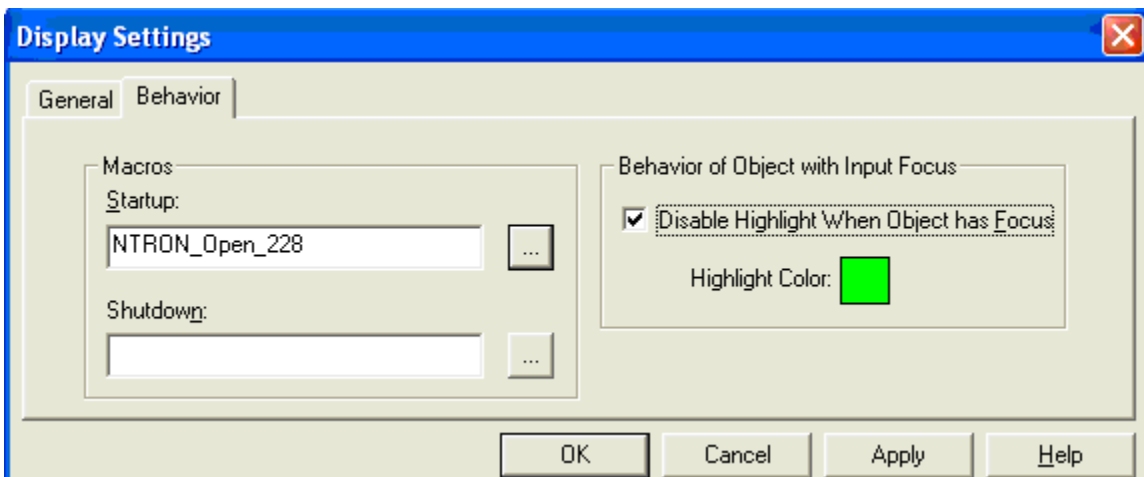 Display Settings
General
Behavior
Macros
Startup:
NTRON_Open_228
...
Shutdown:
...
Behavior of Object with Input Focus
Disable Highlight When Object has Focus
Highlight Color:
OK
Cancel
Apply
Help